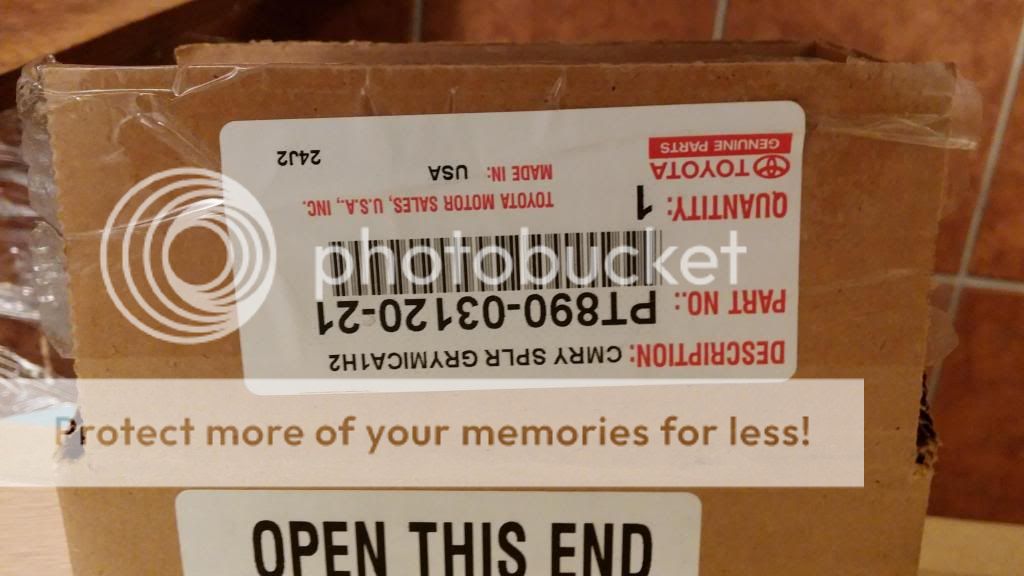 DESCRIPTION: CMRY SPLR GRYMICA1H2
PART NO.: PT890-03120-21
QUANTITY: 1
TOYOTA MOTOR SALES, U.S.A., INC.
TOYOTA
GENUINE PARTS
MADE IN: USA
24J2
photobucket
Protect more of your memories for less!
OPEN THIS END